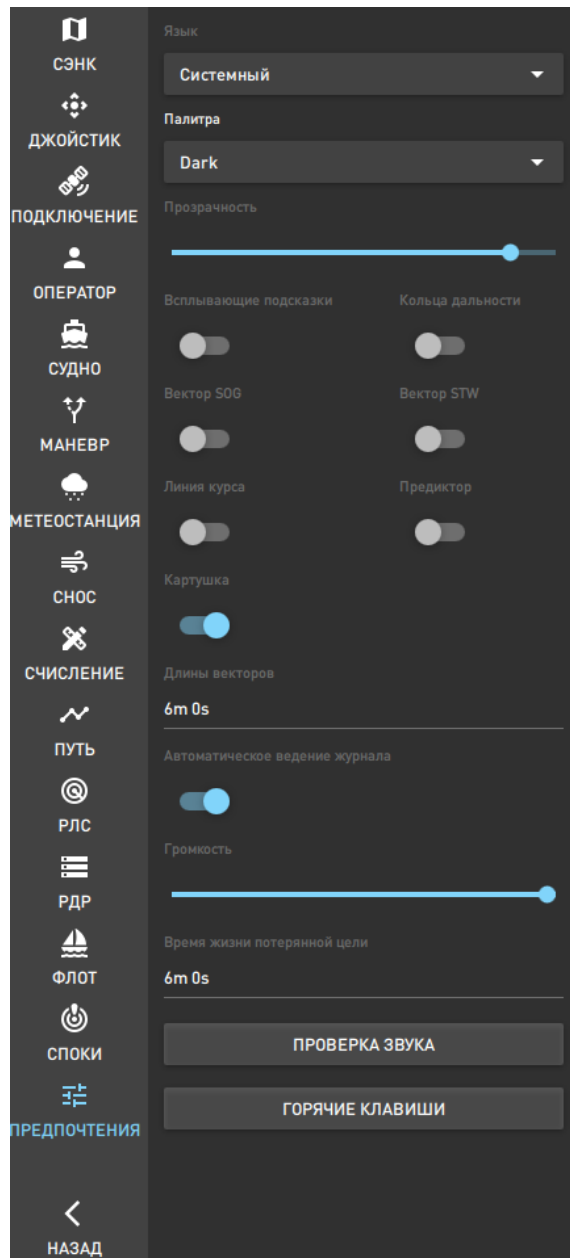 СЭНК
ДЖОЙСТИК
ПОДКЛЮЧЕНИЕ
ОПЕРАТОР
СУДНО
МАНЕВР
МЕТЕОСТАНЦИЯ
СНОС
СЧИСЛЕНИЕ
ПУТЬ
РЛС
РДР
ФЛОТ
СПОКИ
ПРЕДПОЧТЕНИЯ
НАЗАД
Язык
Системный
Палитра
Dark
Прозрачность
Всплывающие подсказки Кольца дальности
Вектор SOG Вектор STW
Линия курса Предиктор
Картушка
Длины векторов
6m 0s
Автоматическое ведение журнала
Громкость
Время жизни потерянной цели
6m 0s
ПРОВЕРКА ЗВУКА
ГОРЯЧИЕ КЛАВИШИ